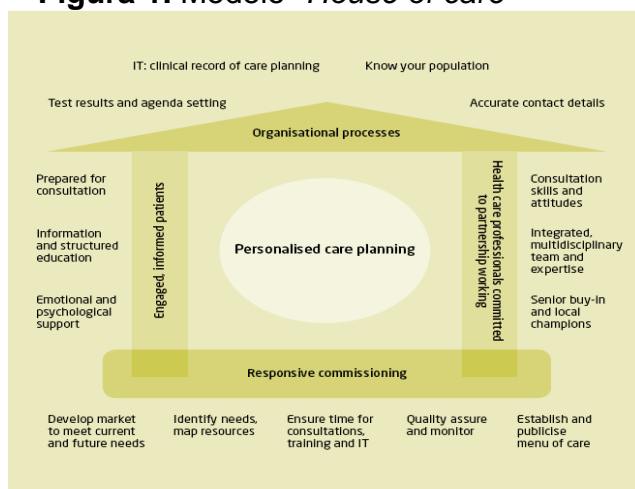 Figura 1. House of care
IT: clinical record of care planning
Know your population
Test results and agenda setting
Accurate contact details
Organisational processes
Prepared for
consultation
Information
and structured
education
Emotional and
psychological
support
Engaged, informed patients
Personalised care planning
Health care professionals committed
to partnership working
Consultation
skills and
attitudes
Integrated,
multidisciplinary
team and
expertise
Senior buy-in
and local
champions
Responsive commissioning
Develop market
to meet current
and future needs
Identify needs,
map resources
Ensure time for
consultations,
training and IT
Quality assure
and monitor
Establish and
publicise
menu of care